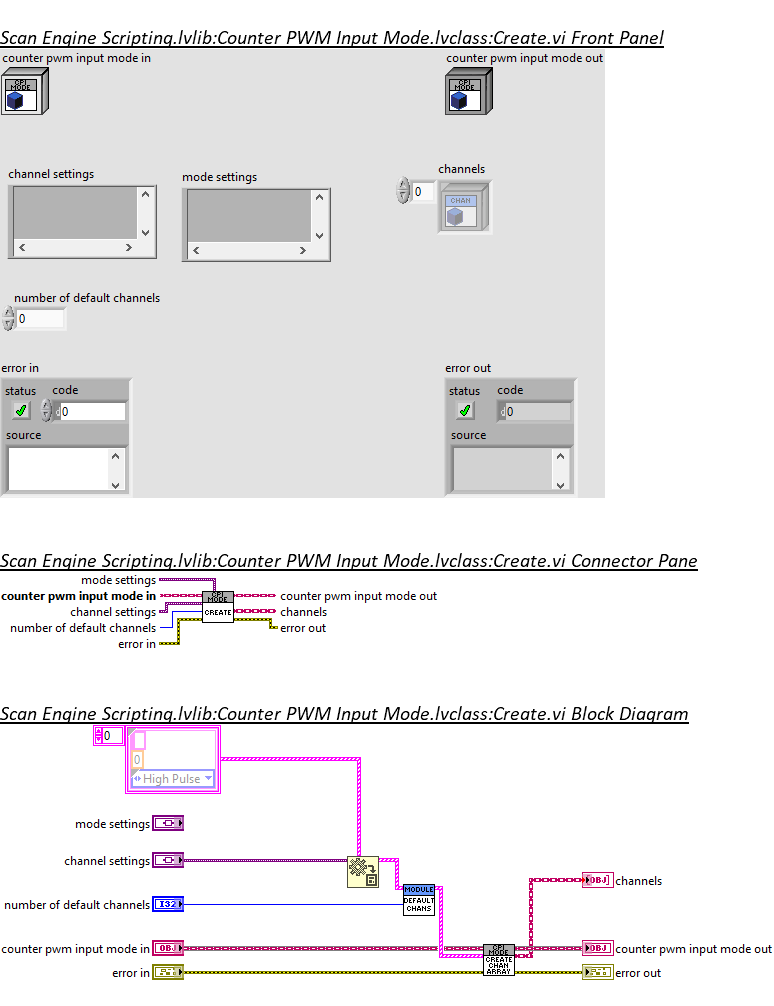 Scan Engine Scripting.lvlib:Counter PWM Input Mode.lvclass:Create.vi Front Panel
counter pwm input mode in
counter pwm input mode out
CPI
MODE
CPI
MODE
channel settings
mode settings
channels
0
CHAN
number of default channels
0
error in
error out
status
code
status
code
d
0
d
0
source
source
Scan Engine Scripting.lvlib:Counter PWM Input Mode.lvclass:Create.vi Connector Pane
mode settings
counter pwm input mode in
CPI
MODE
counter pwm input mode out
channel settings
CREATE
channels
number of default channels
error out
error in
Scan Engine Scripting.lvlib:Counter PWM Input Mode.lvclass:Create.vi Block Diagram
0
0
High Pulse
mode settings
channel settings
channels
OBJ
MODULE
DEFAULT
CHANS
number of default channels
I32
counter pwm input mode in
OBJ
CPI
MODE
CREATE
CHAN
ARRAY
OBJ
counter pwm input mode out
error in
error out